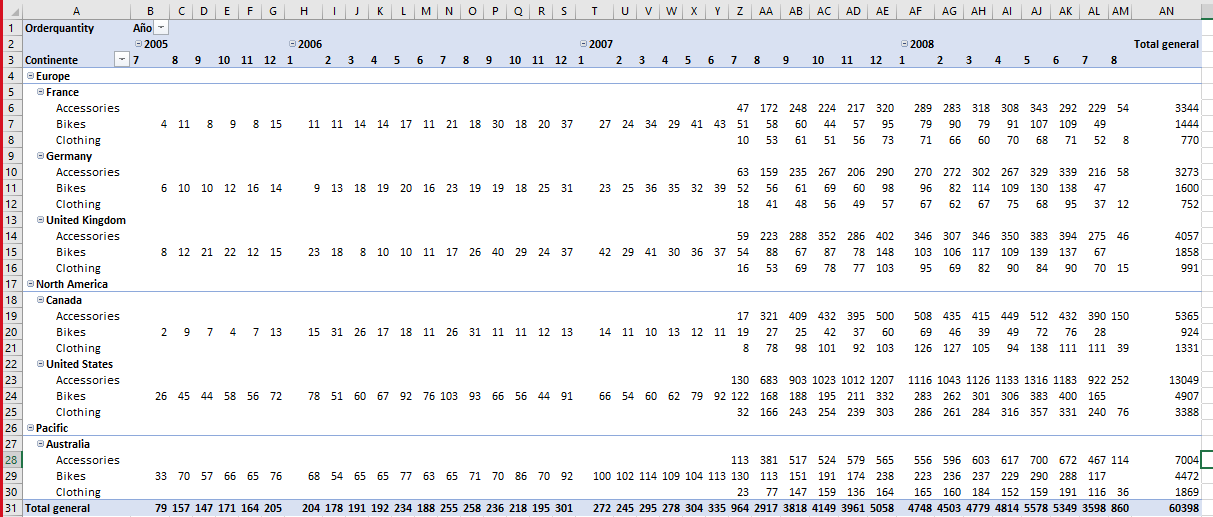 A B C D E F G H I J K L M N O P Q R S T U V W X Y Z AA AB AC AD AE AF AG AH AI AJ AK AL AM AN
1 Orderquantity Año
2 2005 2006 2007 2008 Total general
3 Continente 7 8 9 10 11 12 1 2 3 4 5 6 7 8 9 10 11 12 1 2 3 4 5 6 7 8 9 10 11 12 1 2 3 4 5 6 7 8
4 Europe
5 France
6 Accessories 47 172 248 224 217 320 289 283 318 308 343 292 229 54 3344
7 Bikes 4 11 8 9 8 15 11 11 14 14 17 11 21 18 30 18 20 37 27 24 34 29 41 43 51 58 60 44 57 95 79 90 79 91 107 109 49 1444
8 Clothing 10 53 61 51 56 73 71 66 60 70 68 71 52 8 770
9 Germany
10 Accessories 63 159 235 267 206 290 270 272 302 267 329 339 216 58 3273
11 Bikes 6 10 10 12 16 14 9 13 18 19 20 16 23 19 19 18 25 31 23 25 36 35 32 39 52 56 61 69 60 98 96 82 114 109 130 138 47 1600
12 Clothing 18 41 48 56 49 57 67 62 67 75 68 95 37 12 752
13 United Kingdom
14 Accessories 59 223 288 352 286 402 346 307 346 350 383 394 275 46 4057
15 Bikes 8 12 21 22 12 15 23 18 8 10 10 11 17 26 40 29 24 37 42 29 41 30 36 37 54 88 67 87 78 148 103 106 117 109 139 137 67 1858
16 Clothing 16 53 69 78 77 103 95 69 82 90 84 90 70 15 991
17 North America
18 Canada
19 Accessories 17 321 409 432 395 500 508 435 415 449 512 432 390 150 5365
20 Bikes 2 9 7 4 7 13 15 31 26 17 18 11 26 31 11 11 12 13 14 11 10 13 12 11 19 27 25 42 37 60 69 46 39 49 72 76 28 924
21 Clothing 8 78 98 101 92 103 126 127 105 94 138 111 111 39 1331
22 United States
23 Accessories 130 683 903 1023 1012 1207 1116 1043 1126 1133 1316 1183 922 252 13049
24 Bikes 26 45 44 58 56 72 78 51 60 67 92 76 103 93 66 56 44 91 66 54 60 62 79 92 122 168 188 195 211 332 283 262 301 306 383 400 165 4907
25 Clothing 32 166 243 254 239 303 286 261 284 316 357 331 240 76 3388
26 Pacific
27 Australia
28 Accessories 113 381 517 524 579 565 556 596 603 617 700 672 467 114 7004
29 Bikes 33 70 57 66 65 76 68 54 65 65 77 63 65 71 70 86 70 92 100 102 114 109 104 113 130 113 151 191 174 238 223 236 237 229 290 288 117 4472
30 Clothing 23 77 147 159 136 164 165 160 184 152 159 191 116 36 1869
31 Total general 79 157 147 171 164 205 204 178 191 192 234 188 255 258 236 218 195 301 272 245 295 278 304 335 964 2917 3818 4149 3961 5058 4748 4503 4779 4814 5578 5349 3598 860 60398